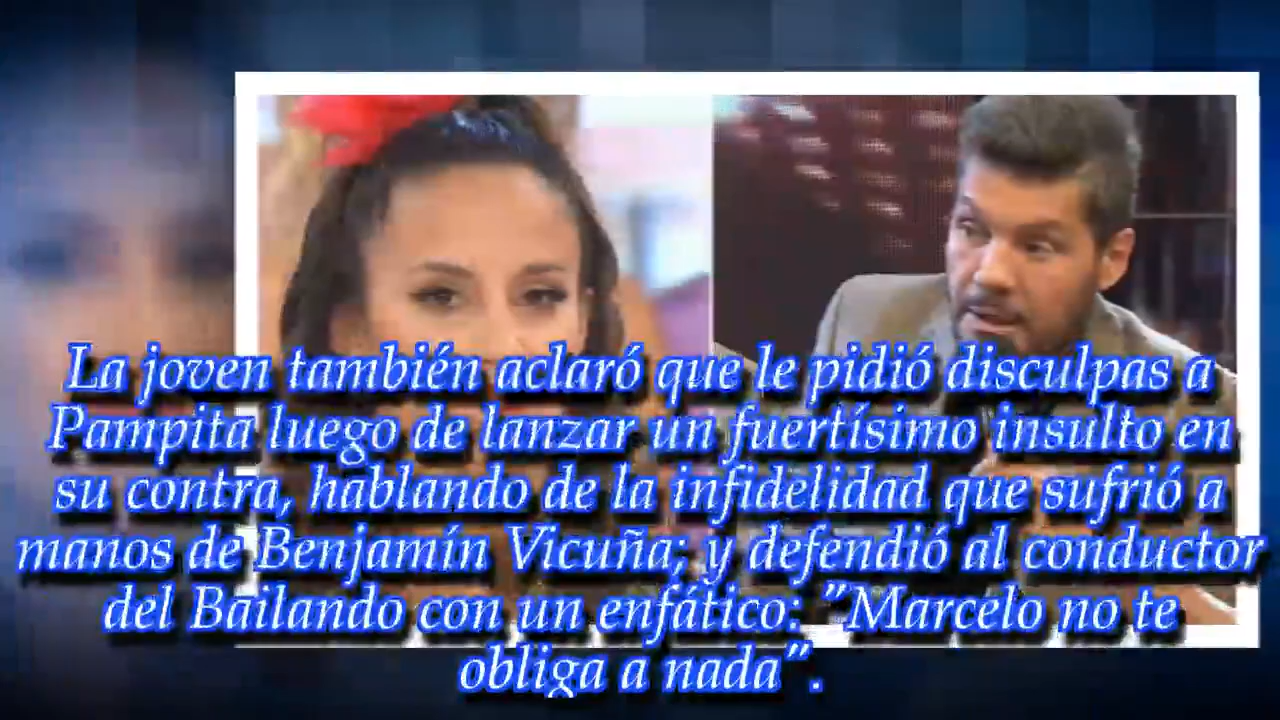 La joven también aclaró que le pidió disculpas a
Pampita luego de lanzar un fuertísimo insulto en
su contra, hablando de la infidelidad que sufrió a
manos de Benjamín Vicuña; y defendió al conductor
del Bailando con un enfático: "Marcelo no te
obliga a nada".